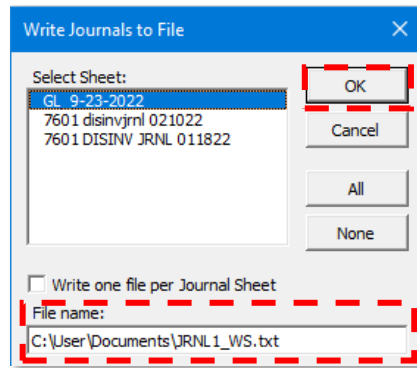 Write Journals to File
Select Sheet:
GL 9-23-2022
7601 disinvjrnl 021022
7601 DISINV JRNL 011822
OK
Cancel
All
None
Write one file per Journal Sheet
File name:
C:\User\Documents\JRNL1_WS.txt